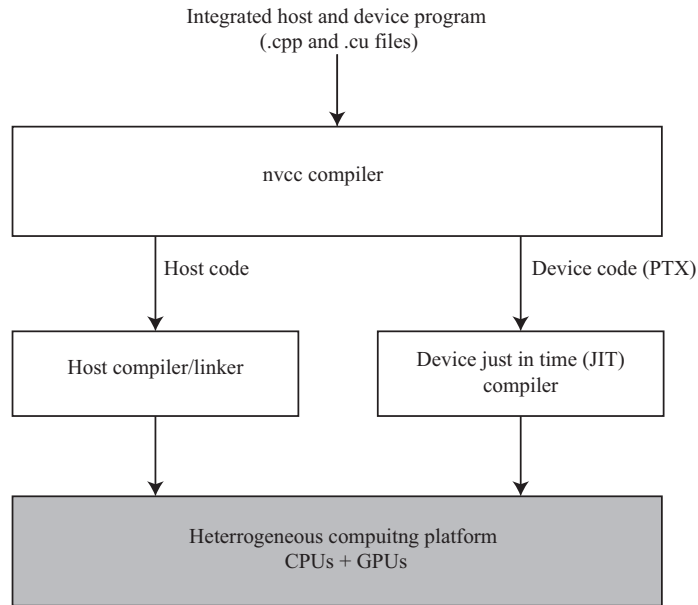 Integrated host and device program
(.cpp and .cu files)
nvcc compiler
Host code
Device code (PTX)
Host compiler/linker
Device just in time (JIT)
compiler
Heterrogeneous compuitng platform
CPUs + GPUs